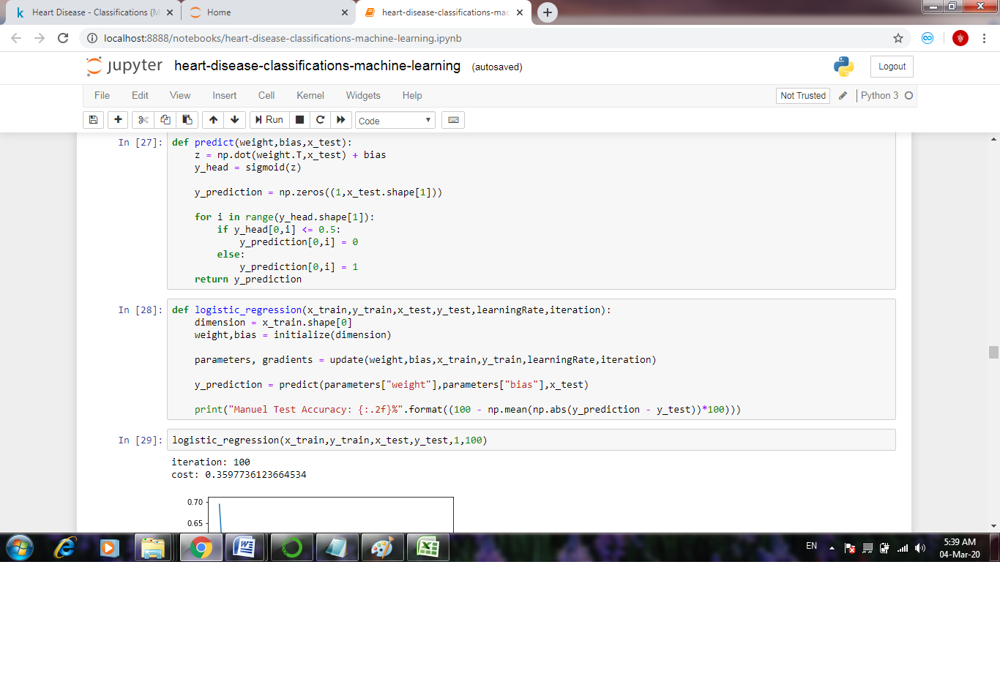 Heart Disease - Classifications (M
Home
heart-disease-classifications-mac
localhost:8888/notebooks/heart-disease-classifications-machine-learning.ipynb
jupyter heart-disease-classifications-machine-learning (autosaved)
Logout
File Edit View Insert Cell Kernel Widgets Help
Not Trusted
Python 3
Run
Code
In [27]: def predict(weight,bias,x_test):
    z = np.dot(weight.T,x_test) + bias
    y_head = sigmoid(z)
    y_prediction = np.zeros((1,x_test.shape[1]))
    for i in range(y_head.shape[1]):
        if y_head[0,i] <= 0.5:
            y_prediction[0,i] = 0
        else:
            y_prediction[0,i] = 1
    return y_prediction
In [28]: def logistic_regression(x_train,y_train,x_test,y_test,learningRate,iteration):
    dimension = x_train.shape[0]
    weight,bias = initialize(dimension)
    parameters, gradients = update(weight,bias,x_train,y_train,learningRate,iteration)
    y_prediction = predict(parameters["weight"],parameters["bias"],x_test)
    print("Manuel Test Accuracy: {:.2f}%".format((100 - np.mean(np.abs(y_prediction - y_test))*100)))
In [29]: logistic_regression(x_train,y_train,x_test,y_test,1,100)
iteration: 100
cost: 0.3597736123664534
0.70
0.65
EN
5:39 AM
04-Mar-20